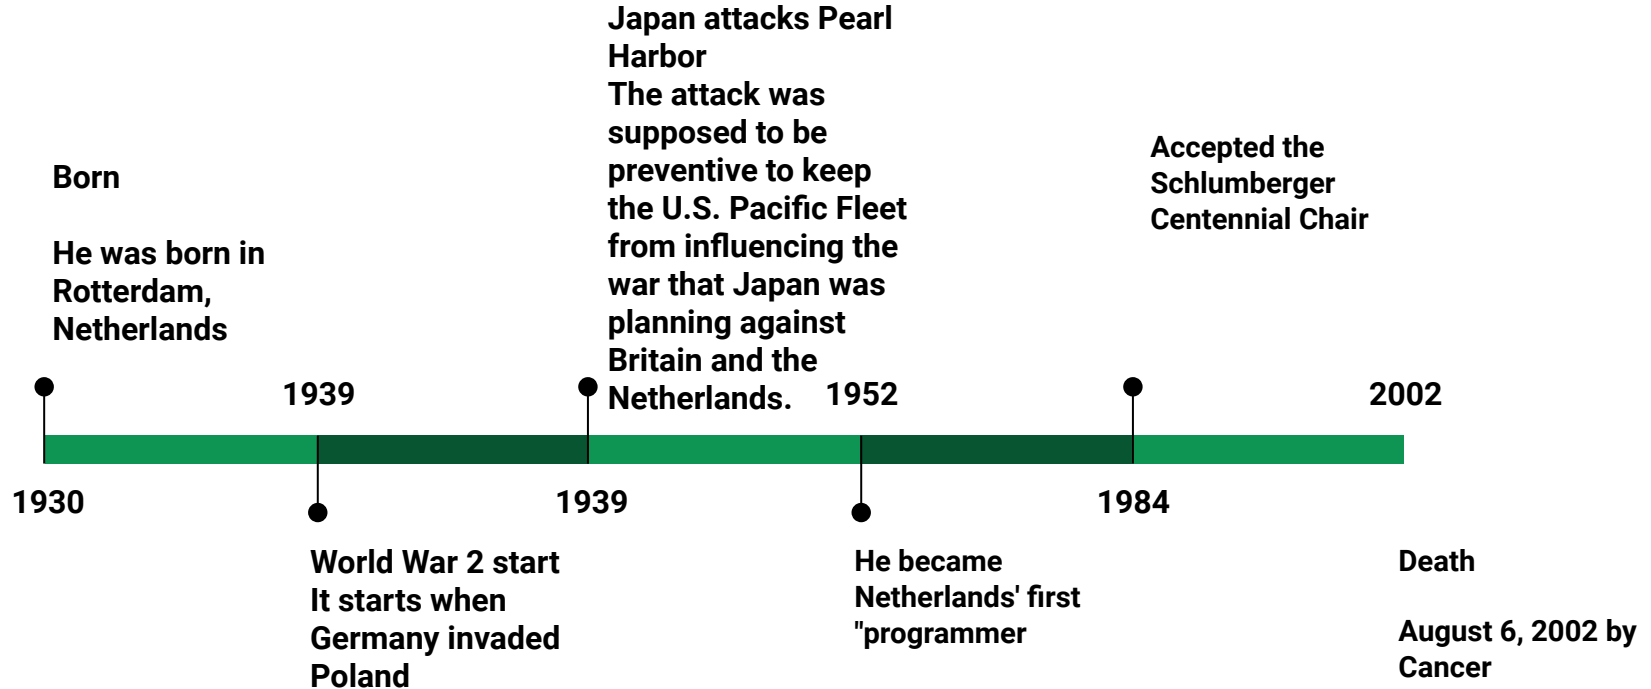 Born
He was born in
Rotterdam,
Netherlands
1930
1939
World War 2 start
It starts when
Germany invaded
Poland
Japan attacks Pearl
Harbor
The attack was
supposed to be
preventive to keep
the U.S. Pacific Fleet
from influencing the
war that Japan was
planning against
Britain and the
Netherlands.
1939
1952
He became
Netherlands' first
"programmer
Accepted the
Schlumberger
Centennial Chair
1984
2002
Death
August 6, 2002 by
Cancer